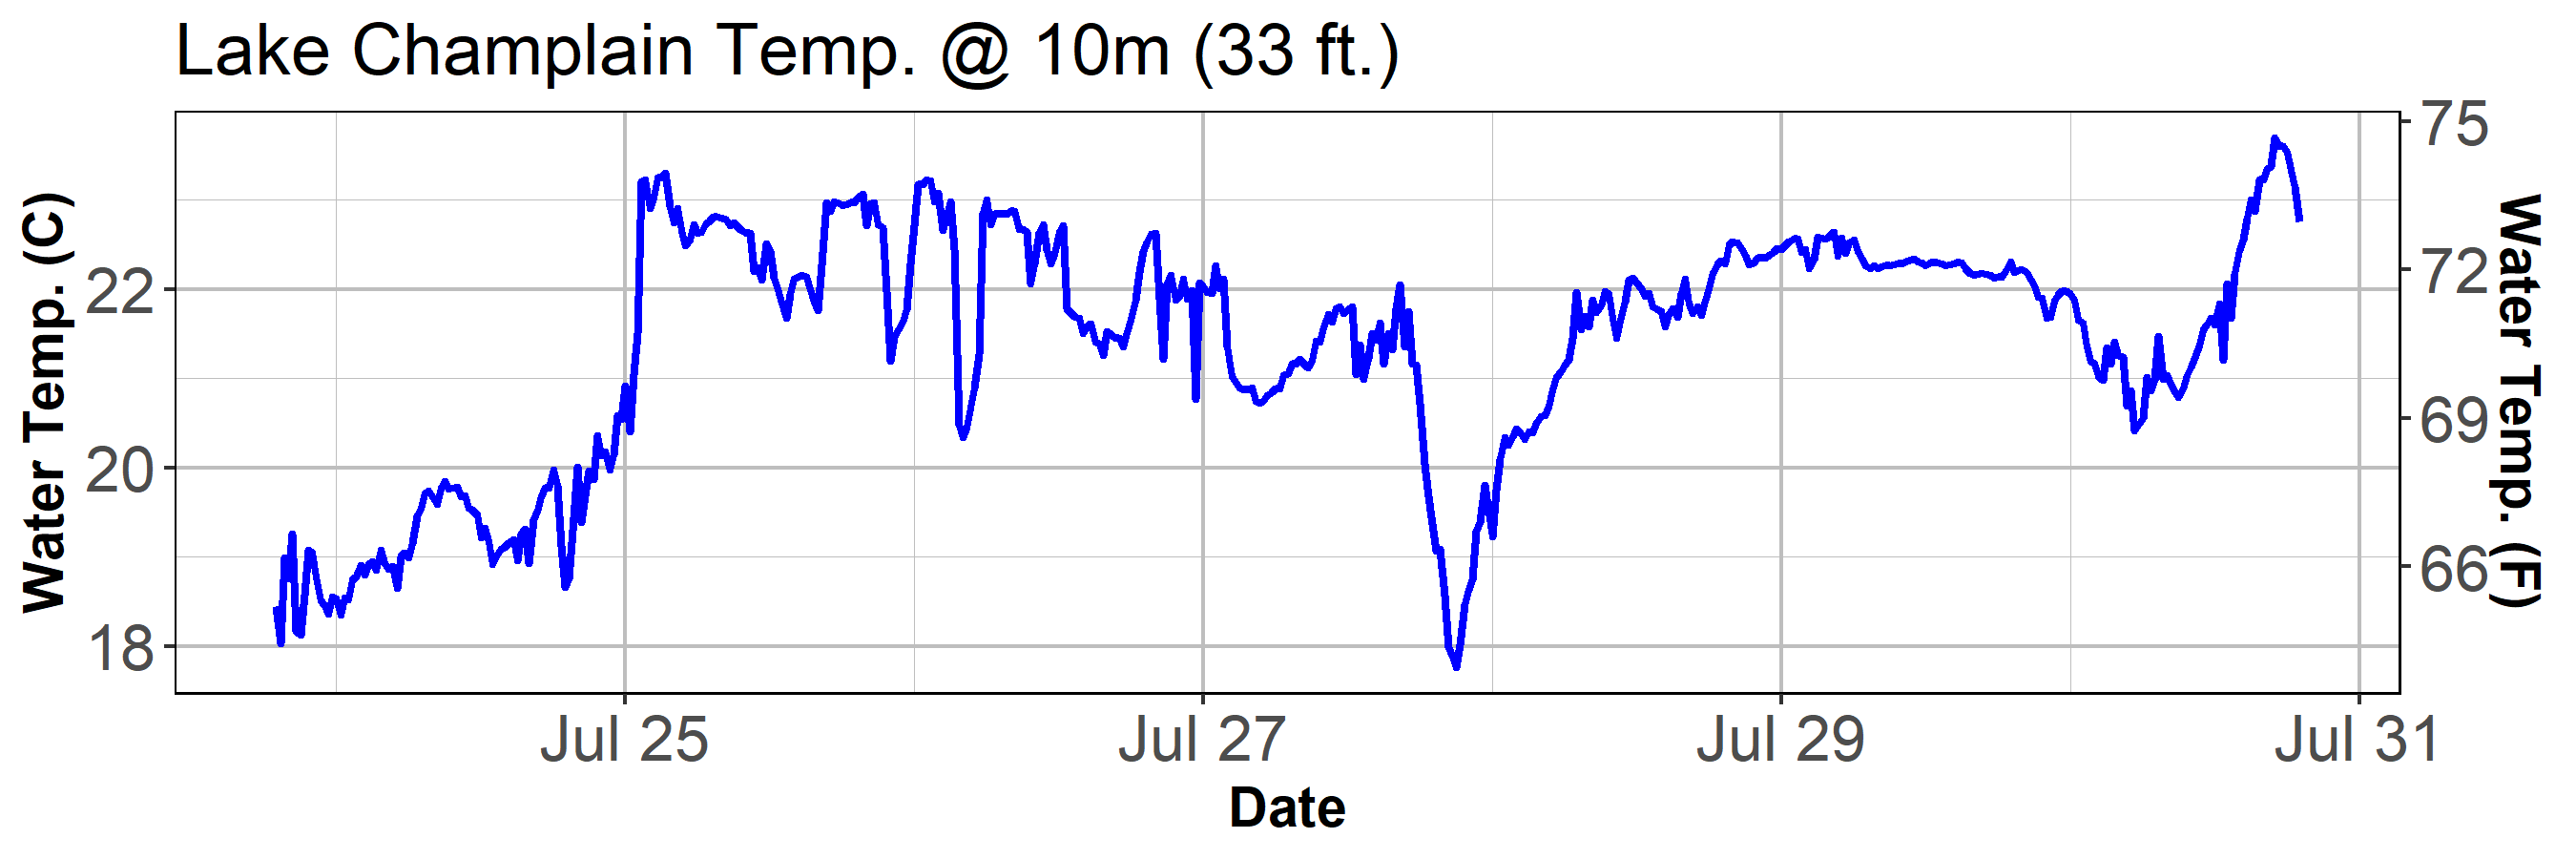 Lake Champlain Temp. @ 10m (33 ft.)
Water Temp. (C)
22
20
18
75
72
69
66
Water Temp. (F)
Jul 25
Jul 27
Jul 29
Jul 31
Date